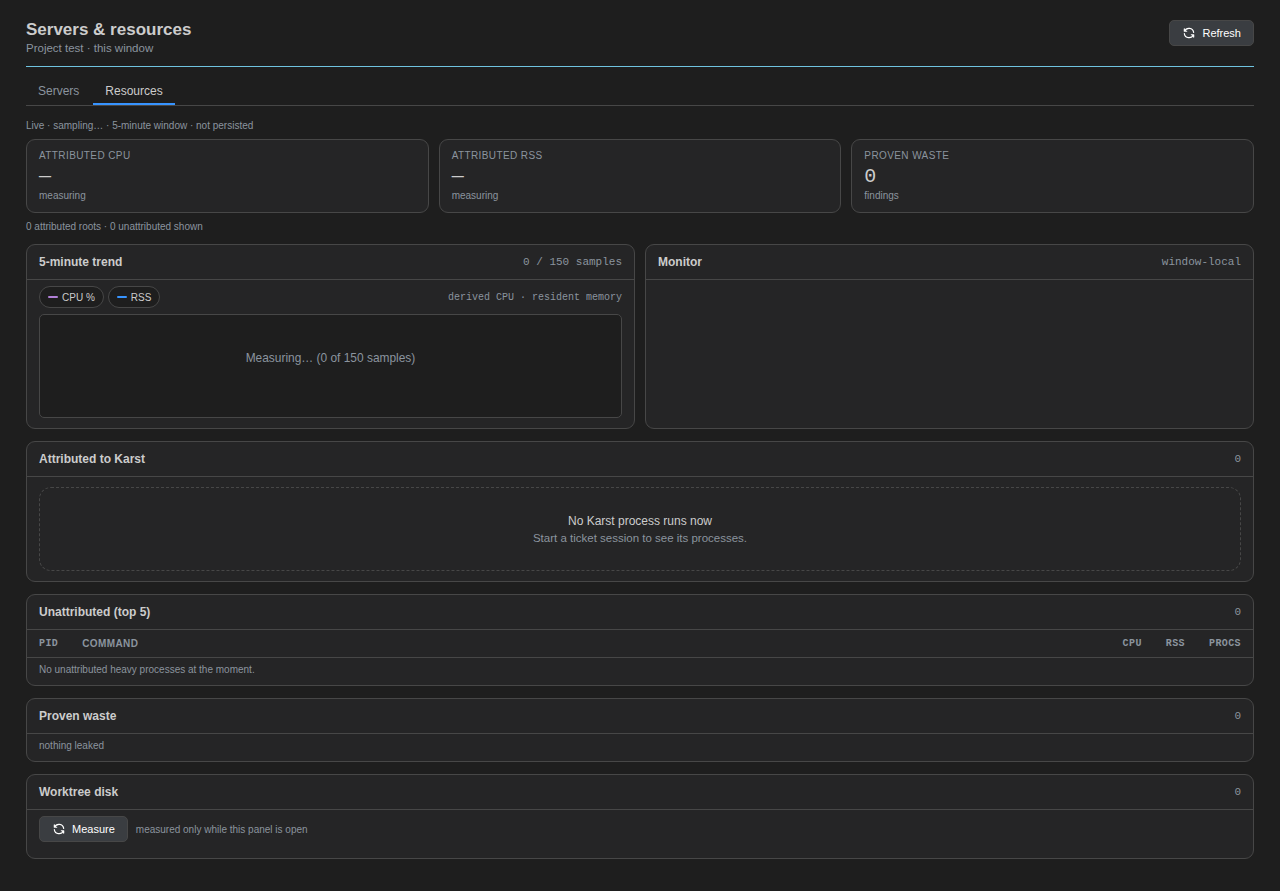 Servers & resources
Project test · this window
Refresh
Servers
Resources
Live · sampling… · 5-minute window · not persisted
ATTRIBUTED CPU
—
measuring
ATTRIBUTED RSS
—
measuring
PROVEN WASTE
0
findings
0 attributed roots · 0 unattributed shown
5-minute trend
0 / 150 samples
CPU %
RSS
derived CPU · resident memory
Measuring… (0 of 150 samples)
Monitor
window-local
Attributed to Karst
0
No Karst process runs now
Start a ticket session to see its processes.
Unattributed (top 5)
0
PID COMMAND CPU RSS PROCS
No unattributed heavy processes at the moment.
Proven waste
0
nothing leaked
Worktree disk
0
Measure
measured only while this panel is open